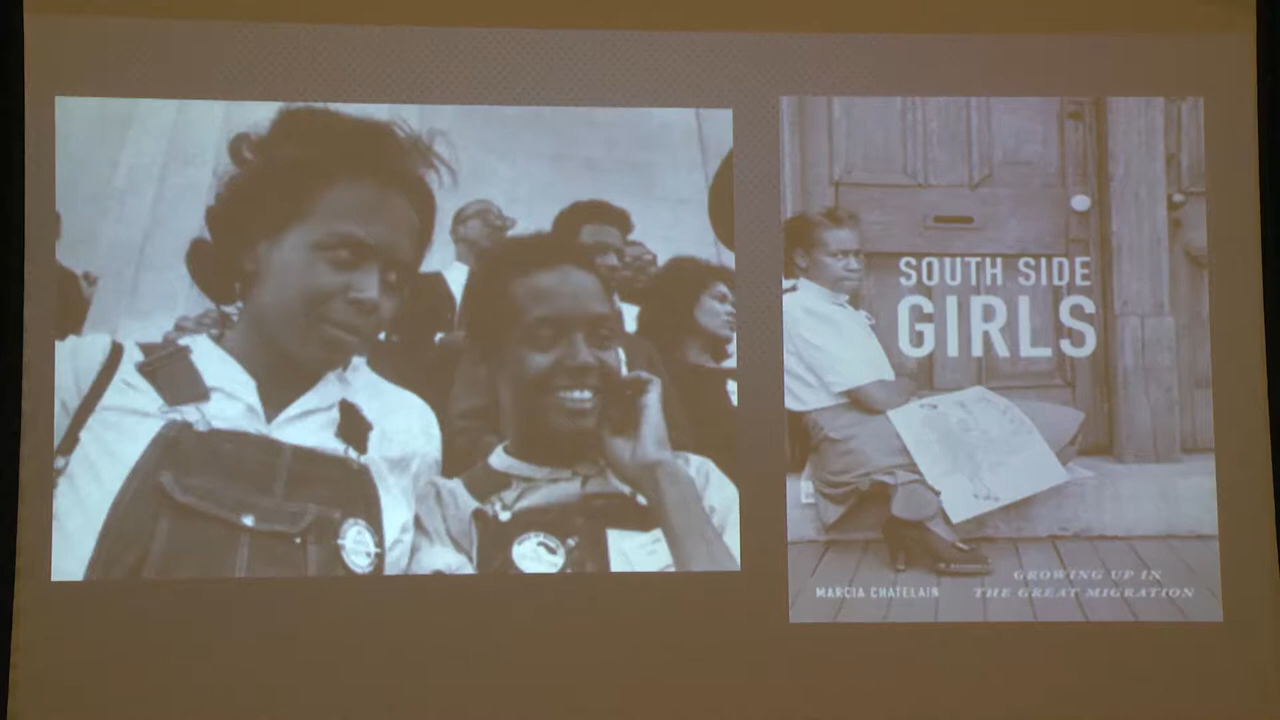 SOUTH SIDE
GIRLS
GROWING UP IN
MARCIA CHATELAIN THE GREAT MIGRATION